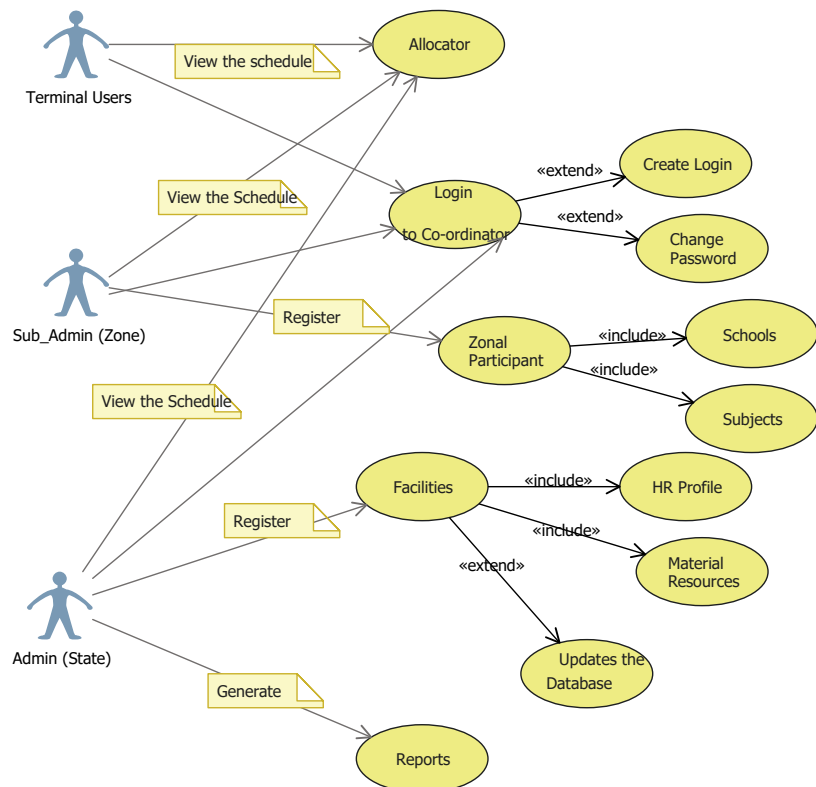 Allocator
View the schedule
Terminal Users
«extend»
Create Login
View the Schedule
Login
to Co-ordinator
«extend»
Change
Password
Sub_Admin (Zone)
Register
Zonal
Participant
«include»
Schools
«include»
View the Schedule
Subjects
Facilities
«include»
HR Profile
Register
«include»
Material
Resources
«extend»
Admin (State)
Updates the
Database
Generate
Reports